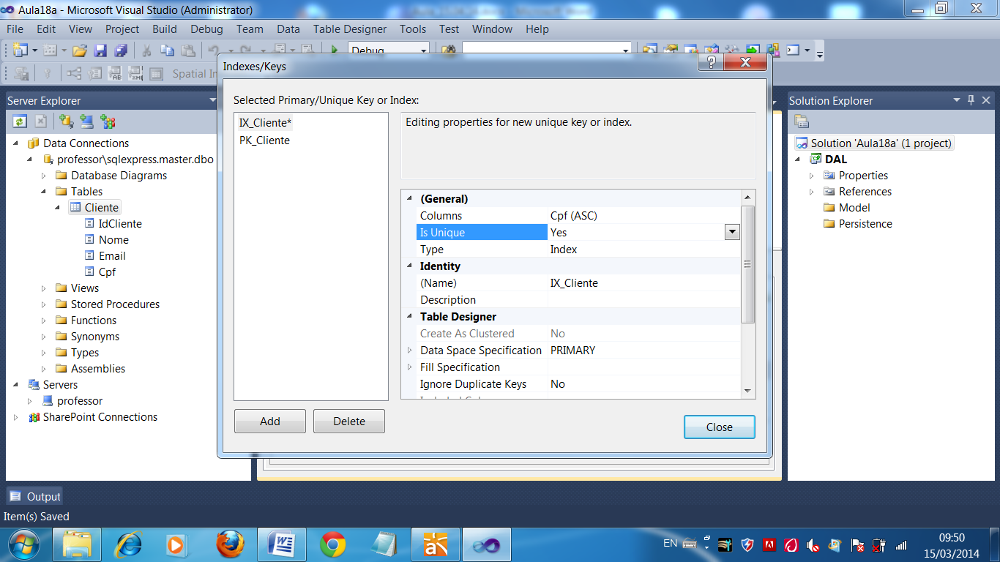 Aula18a - Microsoft Visual Studio (Administrator)
File Edit View Project Build Debug Team Data Table Designer Tools Test Window Help
Debug
Spatial In
Indexes/Keys
Selected Primary/Unique Key or Index:
IX_Cliente*
PK_Cliente
Editing properties for new unique key or index.
(General)
Columns Cpf (ASC)
Is Unique Yes
Type Index
Identity
(Name) IX_Cliente
Description
Table Designer
Create As Clustered No
Data Space Specification PRIMARY
Fill Specification
Ignore Duplicate Keys No
Add Delete
Close
Server Explorer
Data Connections
professor\sqlexpress.master.dbo
Database Diagrams
Tables
Cliente
IdCliente
Nome
Email
Cpf
Views
Stored Procedures
Functions
Synonyms
Types
Assemblies
Servers
professor
SharePoint Connections
Solution Explorer
Solution 'Aula18a' (1 project)
DAL
Properties
References
Model
Persistence
Output
Item(s) Saved
EN
09:50
15/03/2014